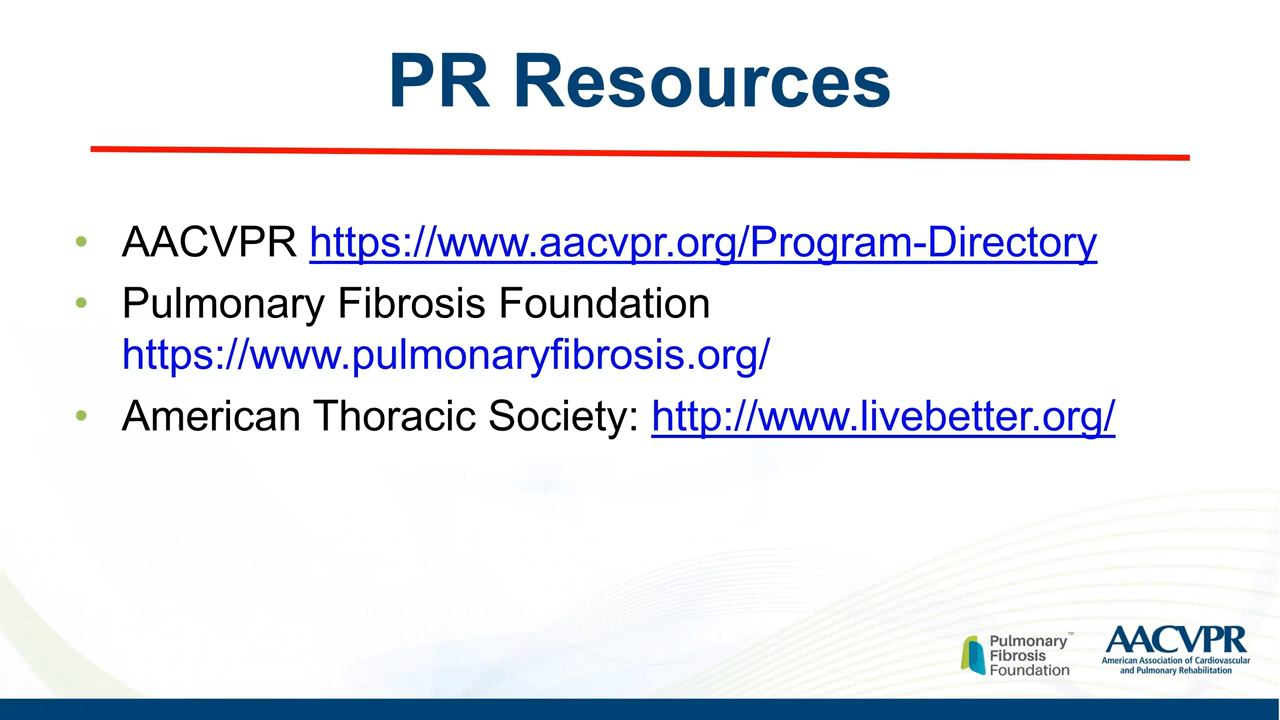 PR Resources
• AACVPR https://www.aacvpr.org/Program-Directory
• Pulmonary Fibrosis Foundation
https://www.pulmonaryfibrosis.org/
• American Thoracic Society: http://www.livebetter.org/
Pulmonary
Fibrosis
Foundation
TM
AACVPR
American Association of Cardiovascular
and Pulmonary Rehabilitation